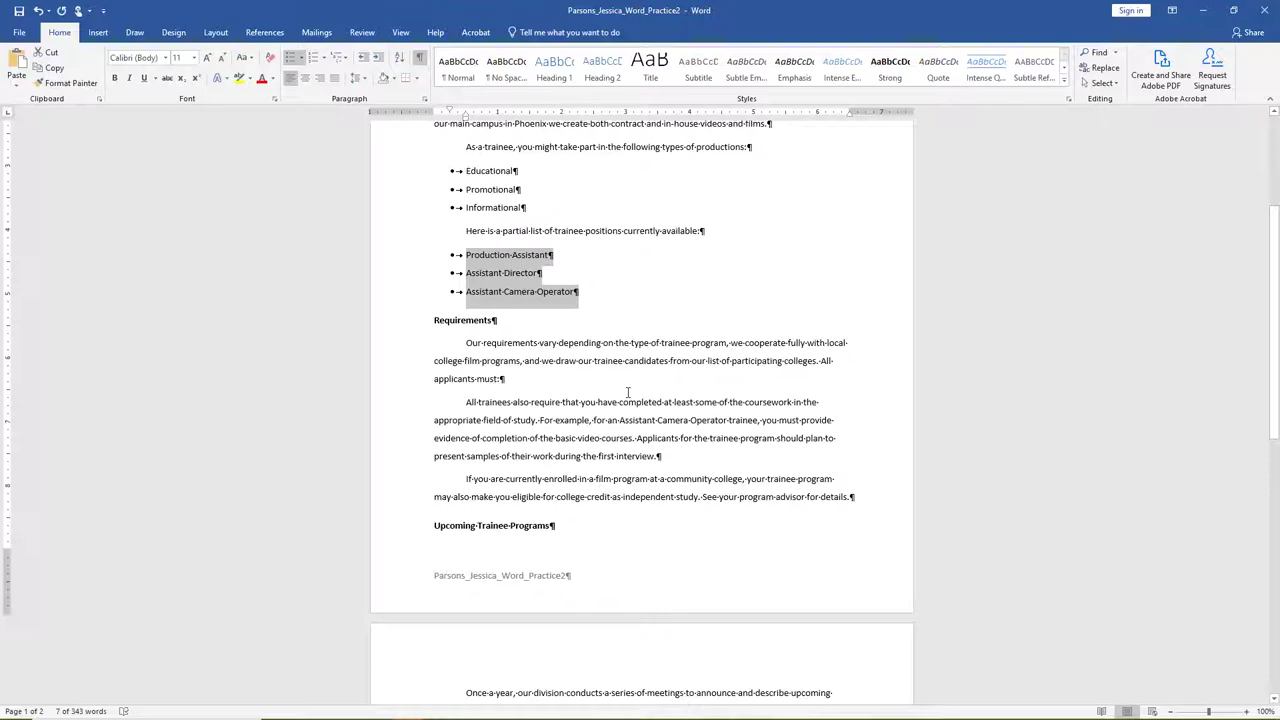 Parsons_Jessica_Word_Practice2 - Word
Sign in
File Home Insert Draw Design Layout References Mailings Review View Help Acrobat Tell me what you want to do Share
Paste
Cut
Copy
Format Painter
Clipboard
Calibri (Body) 11
Font
Paragraph
AaBbCcDc AaBbCcDc AaBbCc AaBbCcD AaB AaBbCcD AaBbCcDc AaBbCcDc AaBbCcDc AaBbCcDc AaBbCcDc AaBbCcDc AaBbCcDc
¶ Normal ¶ No Spac... Heading 1 Heading 2 Title Subtitle Subtle Em... Emphasis Intense E... Strong Quote Intense Q... Subtle Ref...
Styles
Find
Replace
Select
Editing
Create and Share Adobe PDF
Request Signatures
Adobe Acrobat
our·main·campus·in·Phoenix·we·create·both·contract·and·in-house·videos·and·films.¶
As·a·trainee,·you·might·take·part·in·the·following·types·of·productions:¶
•→Educational¶
•→Promotional¶
•→Informational¶
Here·is·a·partial·list·of·trainee·positions·currently·available:¶
•→Production·Assistant¶
•→Assistant·Director¶
•→Assistant·Camera·Operator¶
Requirements¶
Our·requirements·vary·depending·on·the·type·of·trainee·program,·we·cooperate·fully·with·local·
college·film·programs,·and·we·draw·our·trainee·candidates·from·our·list·of·participating·colleges.·All·
applicants·must:¶
All·trainees·also·require·that·you·have·completed·at·least·some·of·the·coursework·in·the·
appropriate·field·of·study.·For·example,·for·an·Assistant·Camera·Operator·trainee,·you·must·provide·
evidence·of·completion·of·the·basic·video·courses.·Applicants·for·the·trainee·program·should·plan·to·
present·samples·of·their·work·during·the·first·interview.¶
If·you·are·currently·enrolled·in·a·film·program·at·a·community·college,·your·trainee·program·
may·also·make·you·eligible·for·college·credit·as·independent·study.·See·your·program·advisor·for·details.¶
Upcoming·Trainee·Programs¶
Parsons_Jessica_Word_Practice2¶
Once·a·year,·our·division·conducts·a·series·of·meetings·to·announce·and·describe·upcoming·
Page 1 of 2 7 of 343 words 100%